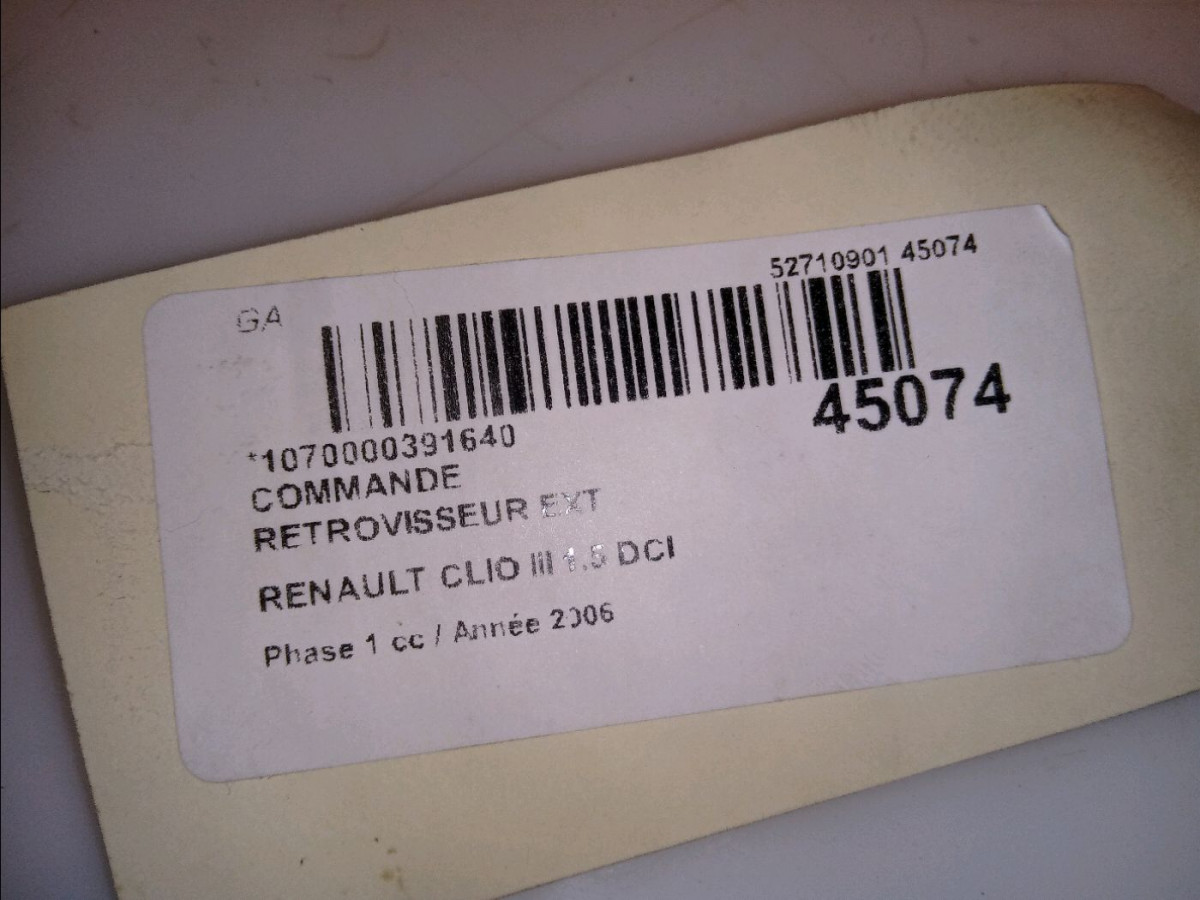 52710901 45074
GA
45074
*1070000391640
COMMANDE
RETROVISSEUR EXT
RENAULT CLIO III 1.5 DCI
Phase 1 cc / Année 2006